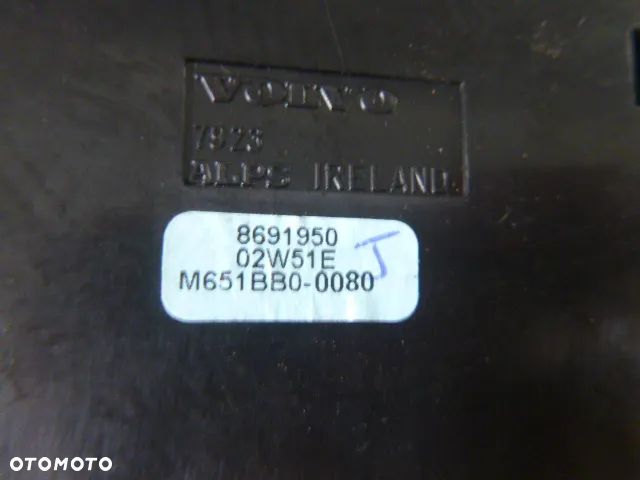 VOLVO
7923
ALPS IRELAND
8691950
02W51E
M651BB0-0080
J
OTOMOTO